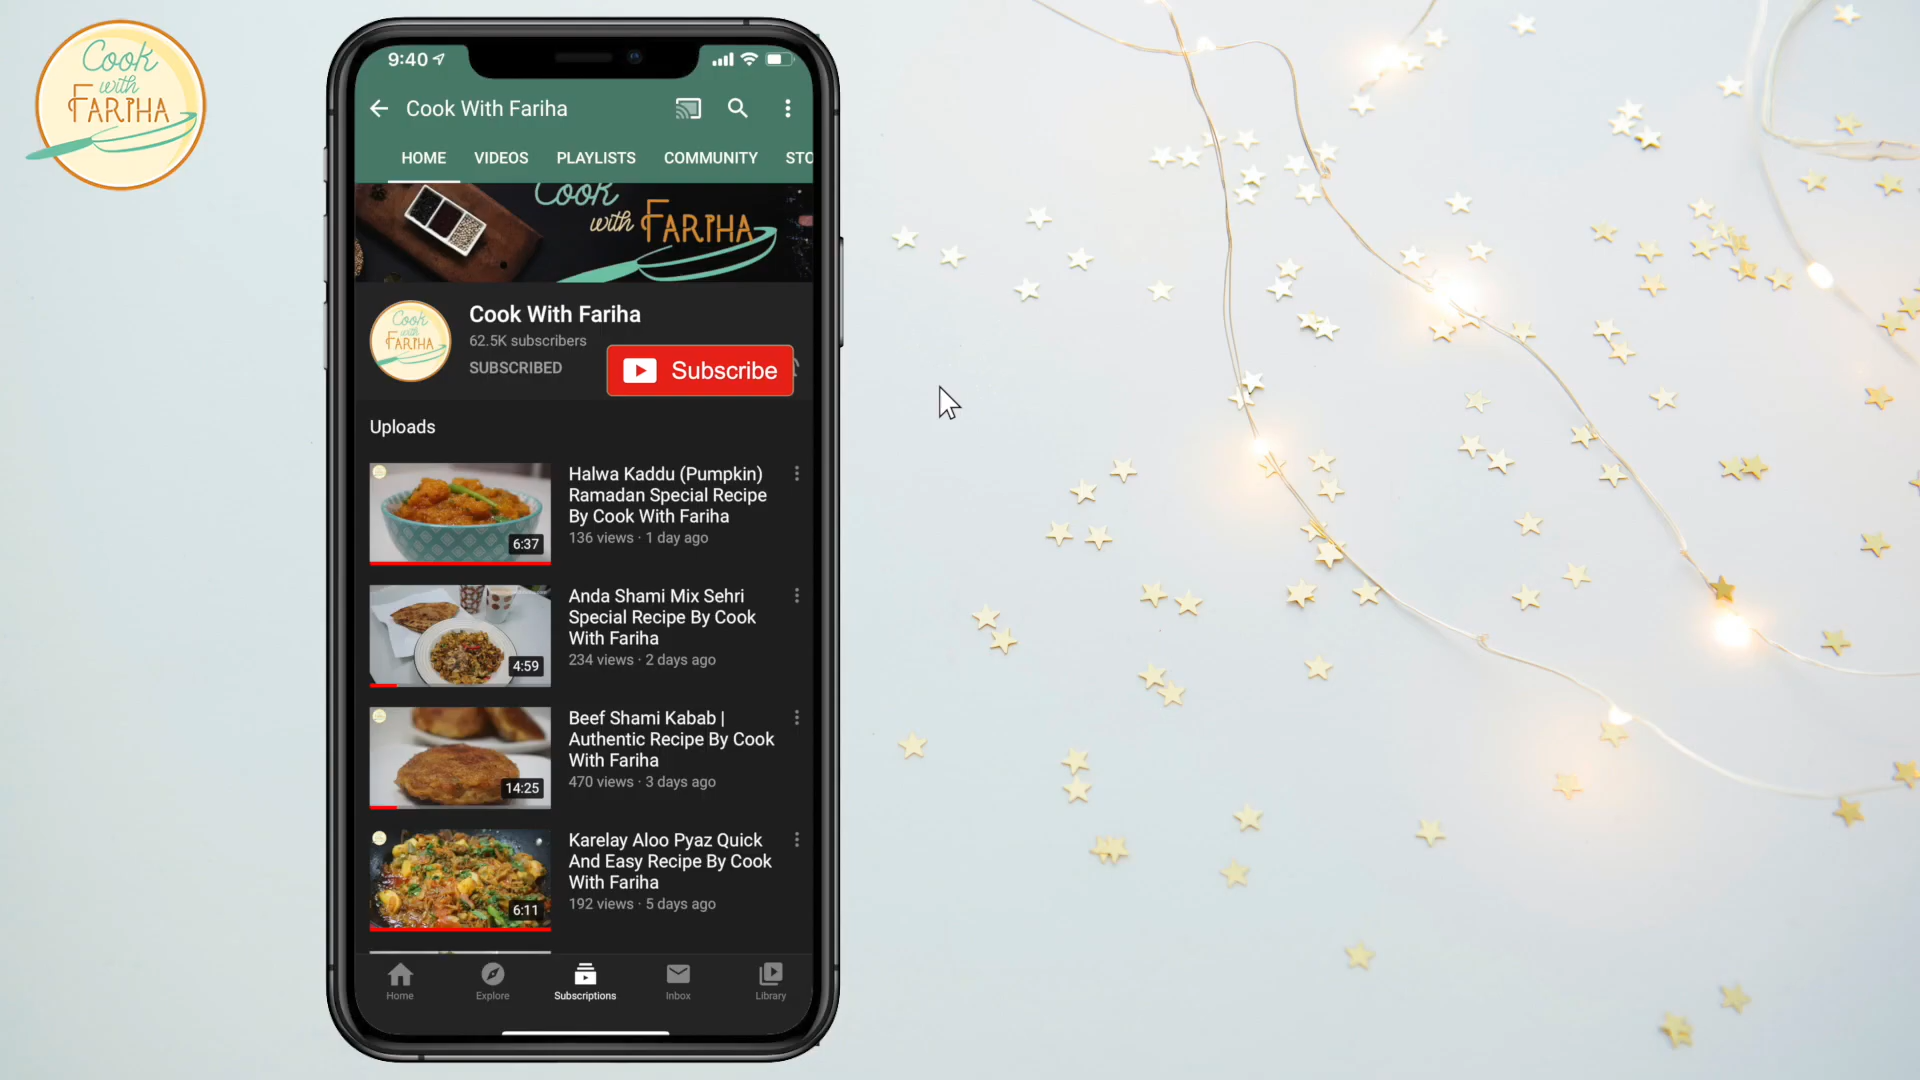 Cook
with
FARIHA
9:40
Cook With Fariha
HOME VIDEOS PLAYLISTS COMMUNITY STO
Cook
with FARIHA
Cook
with
FARIHA
Cook With Fariha
62.5K subscribers
SUBSCRIBED
Subscribe
Uploads
6:37
Halwa Kaddu (Pumpkin)
Ramadan Special Recipe
By Cook With Fariha
136 views · 1 day ago
4:59
Anda Shami Mix Sehri
Special Recipe By Cook
With Fariha
234 views · 2 days ago
14:25
Beef Shami Kabab |
Authentic Recipe By Cook
With Fariha
470 views · 3 days ago
6:11
Karelay Aloo Pyaz Quick
And Easy Recipe By Cook
With Fariha
192 views · 5 days ago
Home Explore Subscriptions Inbox Library